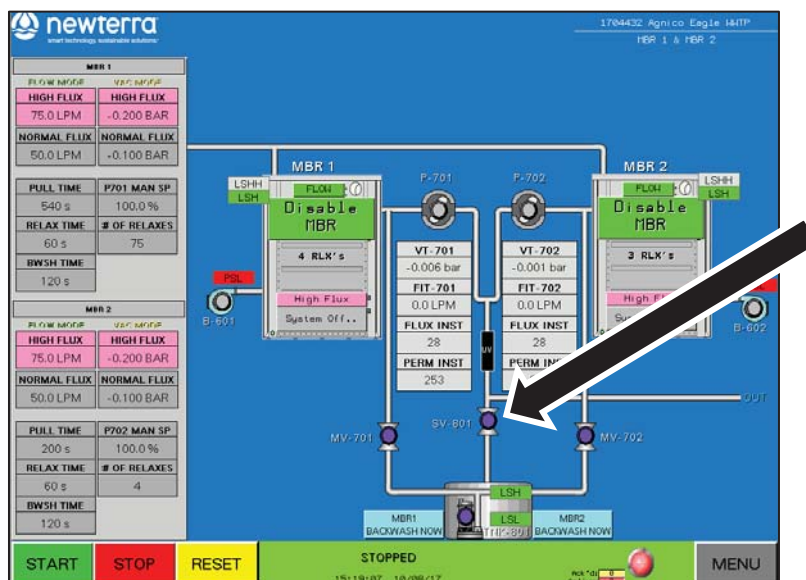 newterra
smart technology. sustainable solutions.
1704432 Agnico Eagle WWTP
MBR 1 & MBR 2
MBR 1
FLOW MODE VAC MODE
HIGH FLUX HIGH FLUX
75.0 LPM -0.200 BAR
NORMAL FLUX NORMAL FLUX
50.0 LPM -0.100 BAR
PULL TIME P701 MAN SP
540 s 100.0 %
RELAX TIME # OF RELAXES
60 s 75
BWSH TIME
120 s
MBR 2
FLOW MODE VAC MODE
HIGH FLUX HIGH FLUX
75.0 LPM -0.200 BAR
NORMAL FLUX NORMAL FLUX
50.0 LPM -0.100 BAR
PULL TIME P702 MAN SP
200 s 100.0 %
RELAX TIME # OF RELAXES
60 s 4
BWSH TIME
120 s
MBR 1
LSHH
LSH
FLOW
Disable
MBR
4 RLX's
High Flux
System Off..
PSL
B-601
P-701
P-702
VT-701
-0.006 bar
FIT-701
0.0 LPM
FLUX INST
28
PERM INST
253
VT-702
-0.001 bar
FIT-702
0.0 LPM
FLUX INST
28
PERM INST
UV
MBR 2
LSHH
LSH
FLOW
Disable
MBR
3 RLX's
High
B-602
OUT
MV-701
SV-801
MV-702
LSH
LSL
TNK-801
MBR1
BACKWASH NOW
MBR2
BACKWASH NOW
START
STOP
RESET
STOPPED
15:19:07 10/08/17
MENU